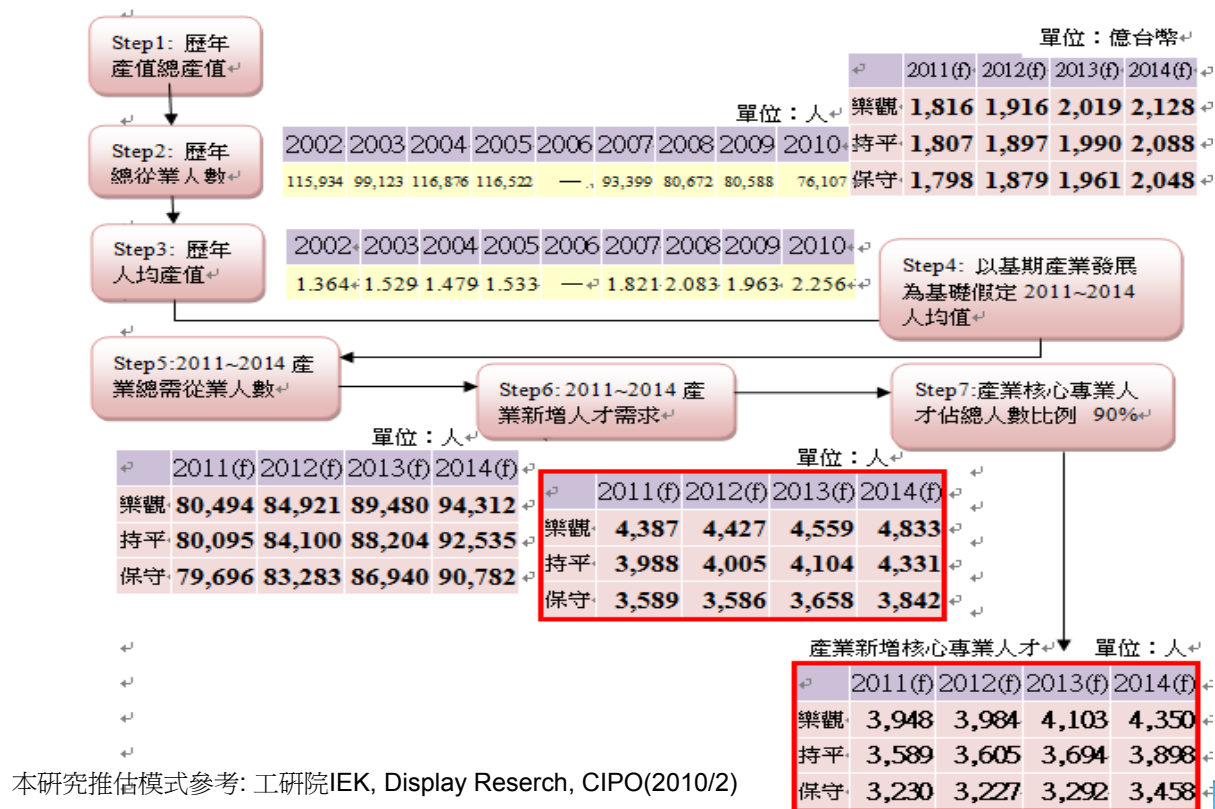 Step1: 歷年
產值總產值
單位：億台幣
2011(f) 2012(f) 2013(f) 2014(f)
樂觀 1,816 1,916 2,019 2,128
持平 1,807 1,897 1,990 2,088
保守 1,798 1,879 1,961 2,048
Step2: 歷年
總從業人數
單位：人
2002 2003 2004 2005 2006 2007 2008 2009 2010
115,934 99,123 116,876 116,522 — 93,399 80,672 80,588 76,107
Step3: 歷年
人均產值
2002 2003 2004 2005 2006 2007 2008 2009 2010
1.364 1.529 1.479 1.533 — 1.821 2.083 1.963 2.256
Step4: 以基期產業發展
為基礎假定 2011~2014
人均值
Step5:2011~2014 產
業總需從業人數
Step6: 2011~2014 產
業新增人才需求
Step7:產業核心專業人
才佔總人數比例 90%
單位：人
2011(f) 2012(f) 2013(f) 2014(f)
樂觀 80,494 84,921 89,480 94,312
持平 80,095 84,100 88,204 92,535
保守 79,696 83,283 86,940 90,782
單位：人
2011(f) 2012(f) 2013(f) 2014(f)
樂觀 4,387 4,427 4,559 4,833
持平 3,988 4,005 4,104 4,331
保守 3,589 3,586 3,658 3,842
產業新增核心專業人才 單位：人
2011(f) 2012(f) 2013(f) 2014(f)
樂觀 3,948 3,984 4,103 4,350
持平 3,589 3,605 3,694 3,898
保守 3,230 3,227 3,292 3,458
本研究推估模式參考: 工研院IEK, Display Reserch, CIPO(2010/2)